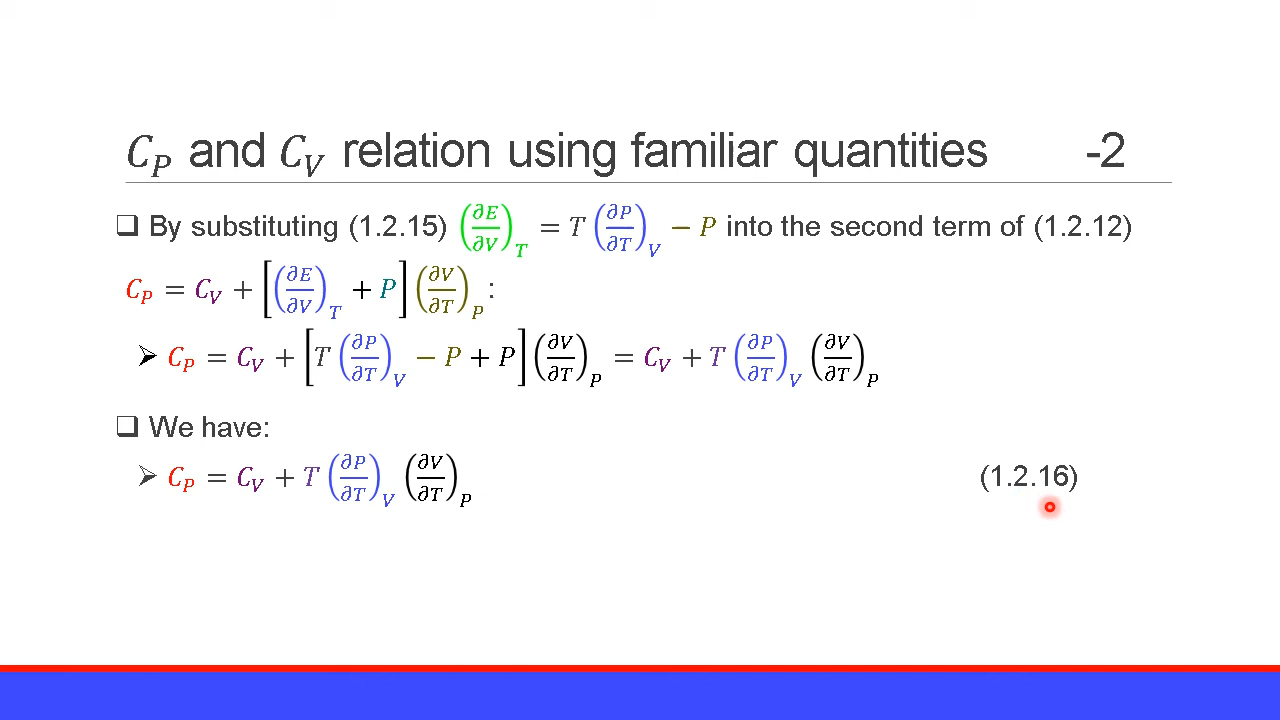 C_P and C_V relation using familiar quantities -2
❑ By substituting (1.2.15) (∂E/∂V)_T = T (∂P/∂T)_V − P into the second term of (1.2.12)
C_P = C_V + [(∂E/∂V)_T + P] (∂V/∂T)_P :
➢ C_P = C_V + [T (∂P/∂T)_V − P + P] (∂V/∂T)_P = C_V + T (∂P/∂T)_V (∂V/∂T)_P
❑ We have:
➢ C_P = C_V + T (∂P/∂T)_V (∂V/∂T)_P (1.2.16)